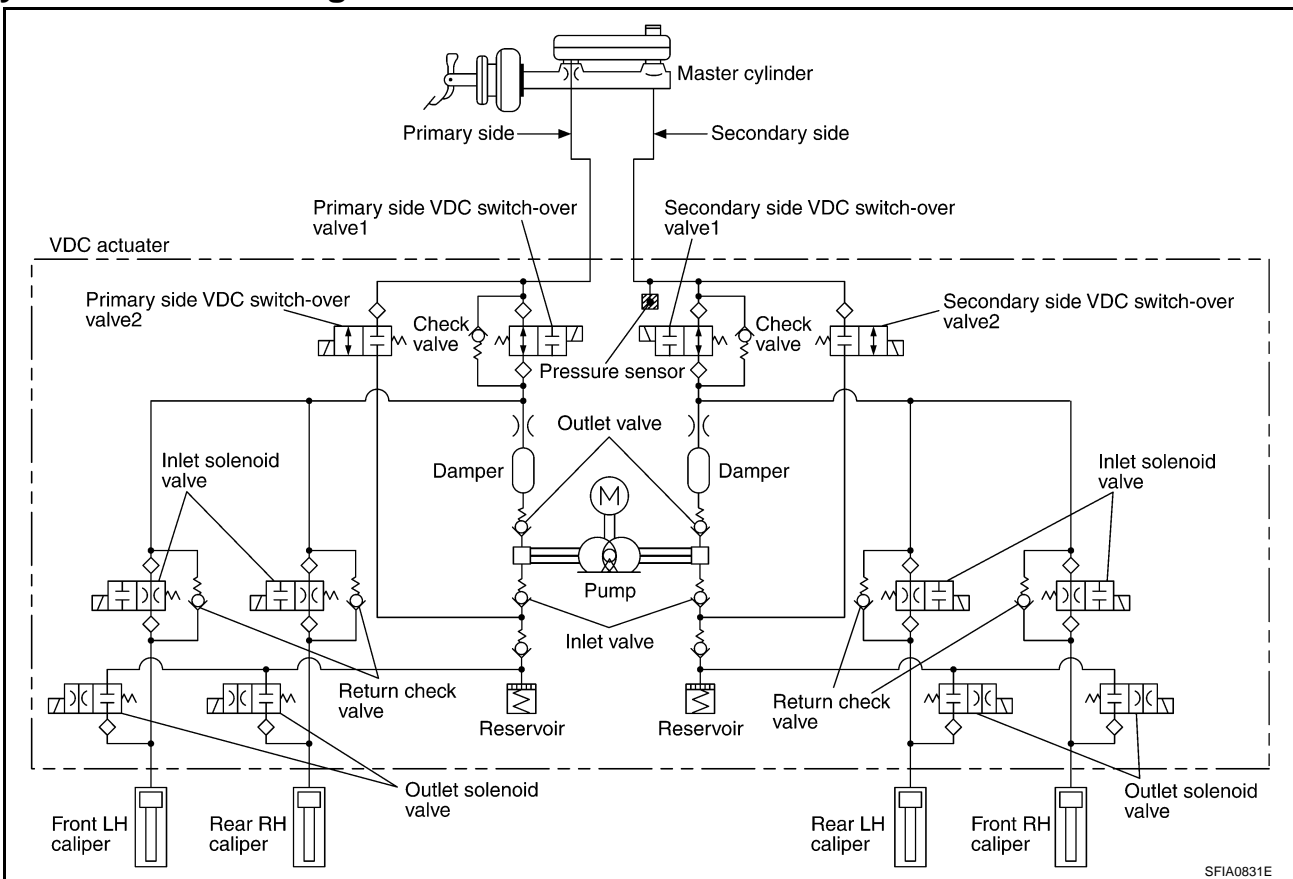 Master cylinder
Primary side
Secondary side
Primary side VDC switch-over
valve1
Secondary side VDC switch-over
valve1
VDC actuater
Primary side VDC switch-over
valve2
Check
valve
Check
valve
Secondary side VDC switch-over
valve2
Pressure sensor
Outlet valve
Inlet solenoid
valve
Damper
Damper
Inlet solenoid
valve
M
Pump
Inlet valve
Return check
valve
Reservoir
Reservoir
Return check
valve
Outlet solenoid
valve
Outlet solenoid
valve
Front LH
caliper
Rear RH
caliper
Rear LH
caliper
Front RH
caliper
SFIA0831E